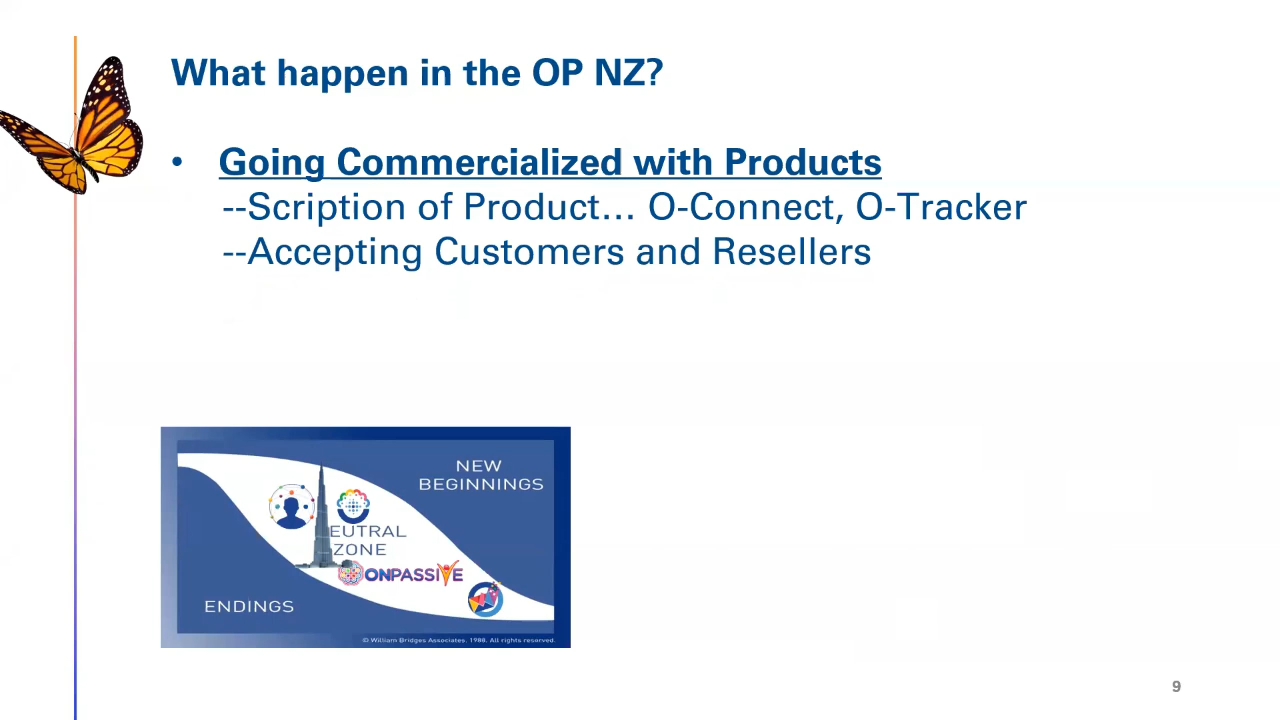 What happen in the OP NZ?
• Going Commercialized with Products
--Scription of Product... O-Connect, O-Tracker
--Accepting Customers and Resellers
NEW
BEGINNINGS
EUTRAL
ZONE
ONPASSIVE
ENDINGS
© William Bridges Associates, 1988. All rights reserved.
9